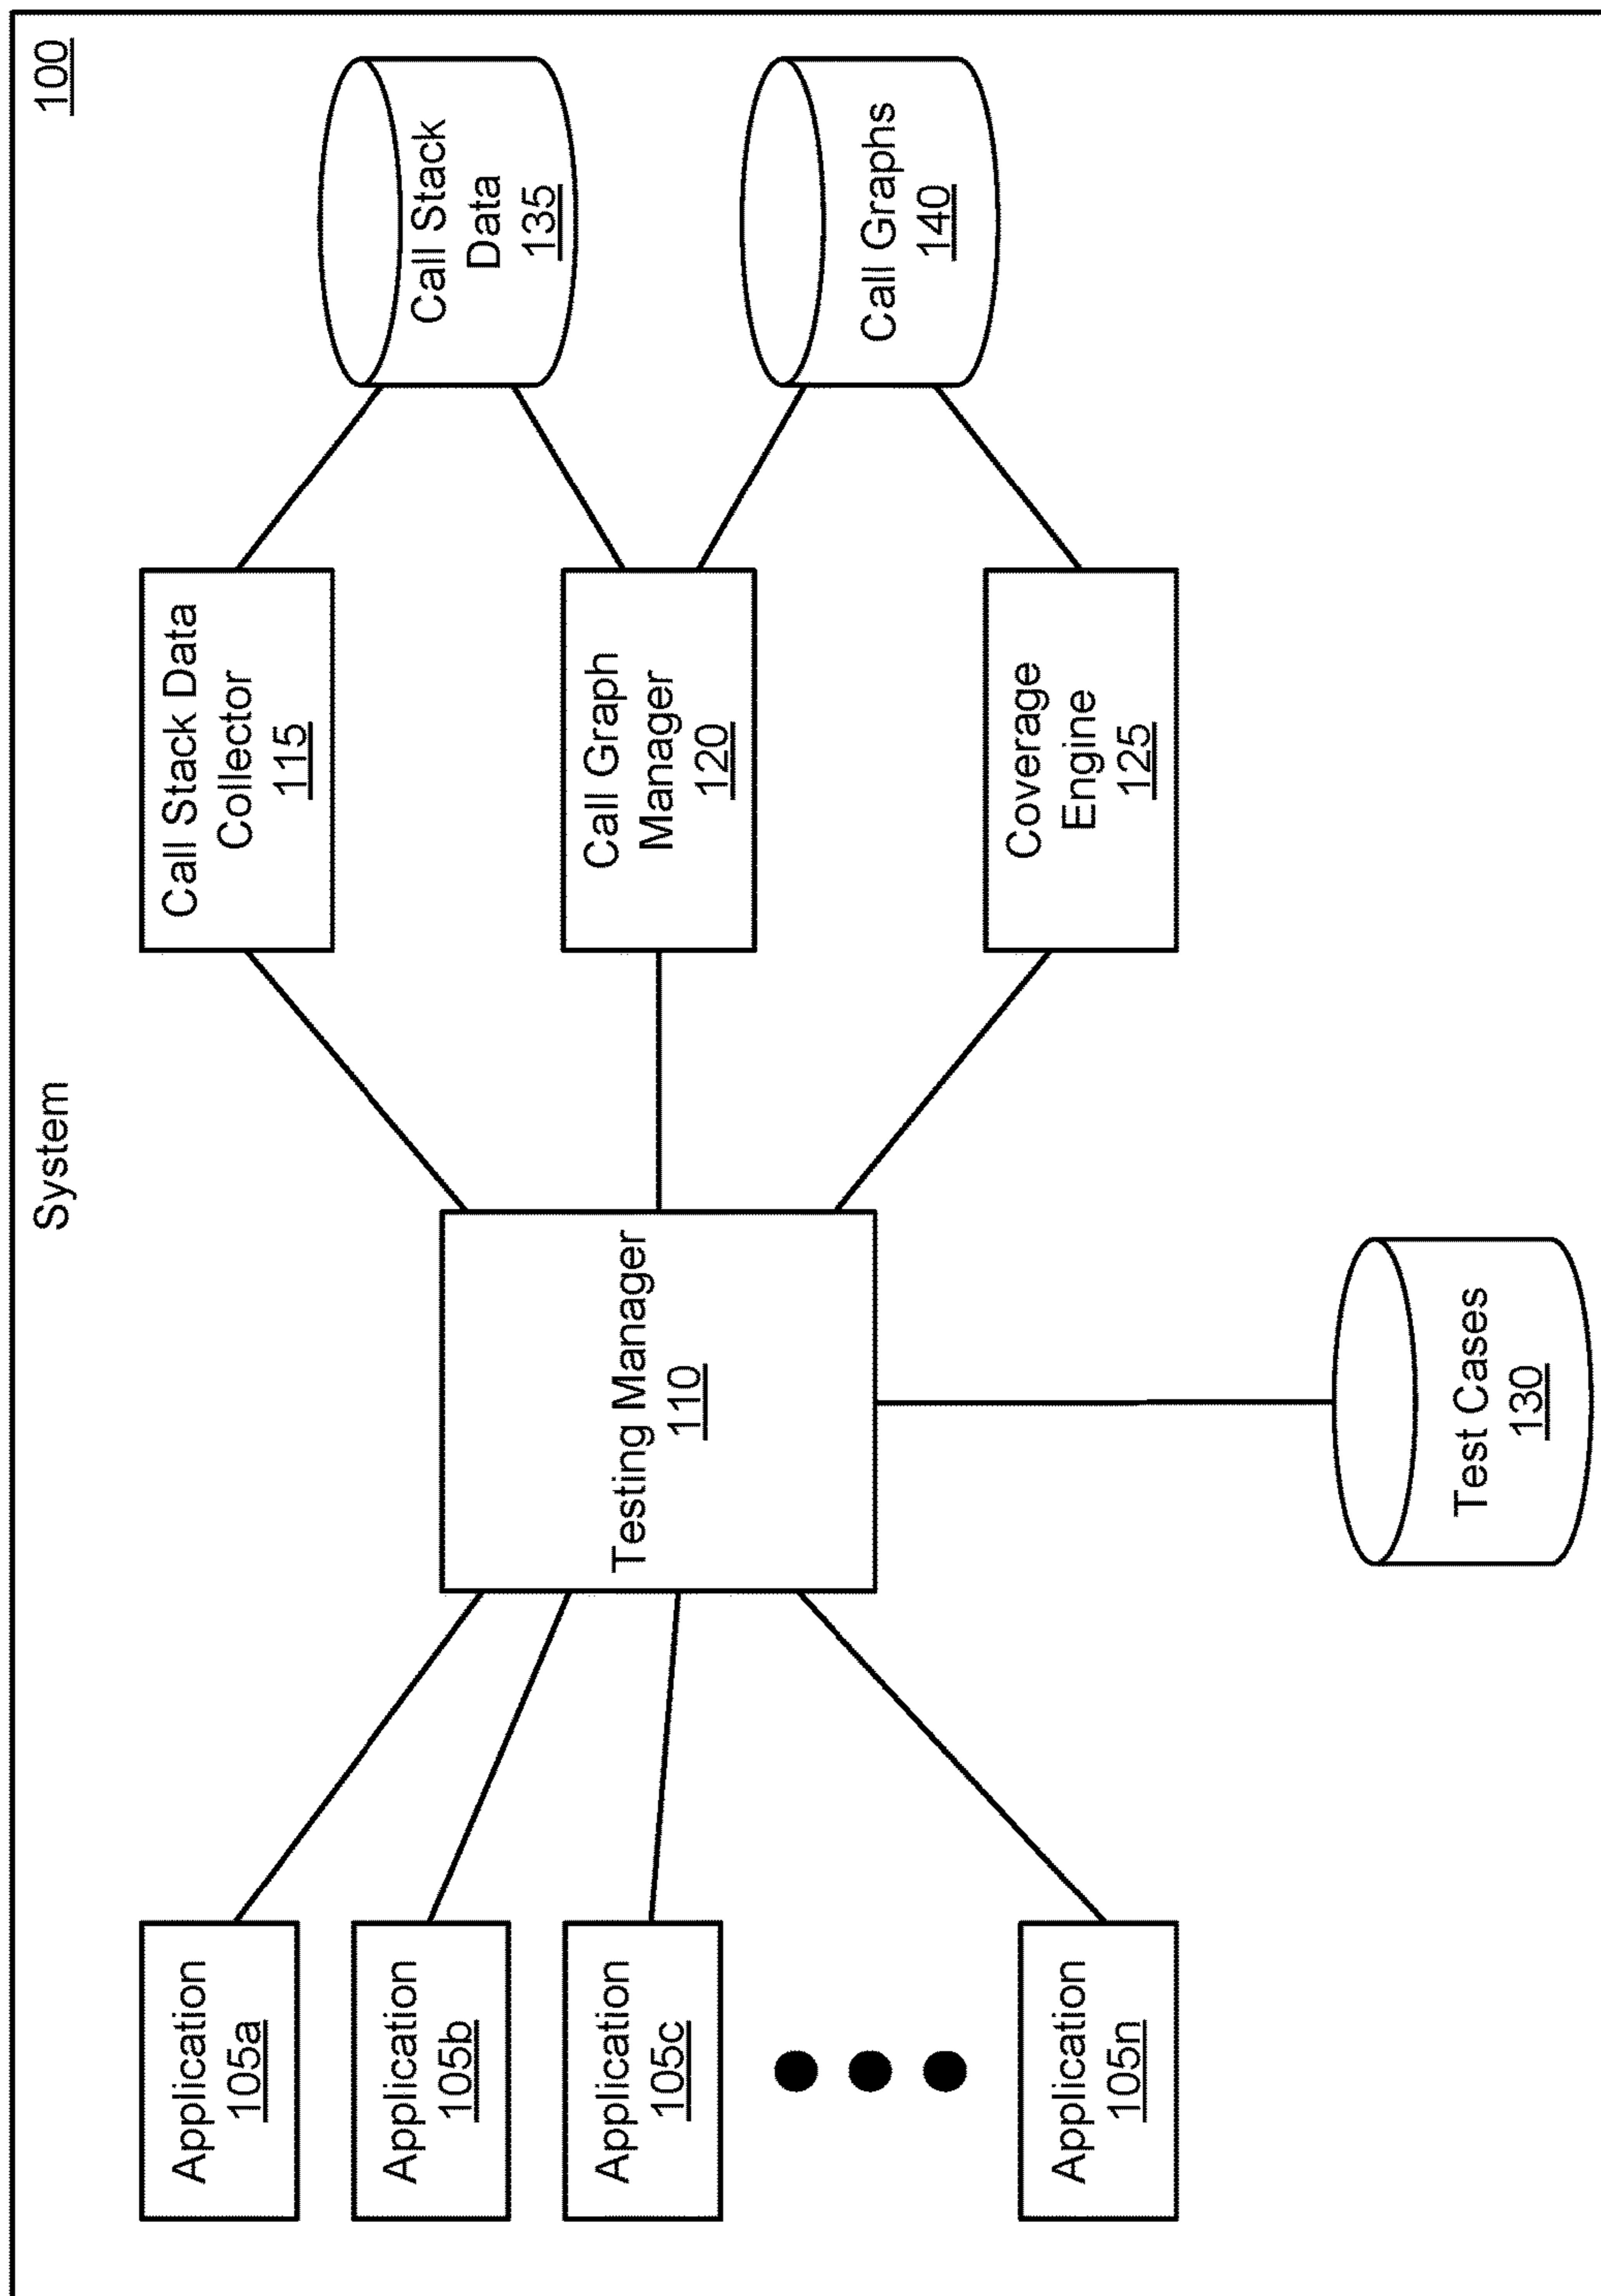 System
100
Application
105a
Application
105b
Application
105c
Application
105n
Testing Manager
110
Test Cases
130
Call Stack Data
Collector
115
Call Graph
Manager
120
Coverage
Engine
125
Call Stack
Data
135
Call Graphs
140